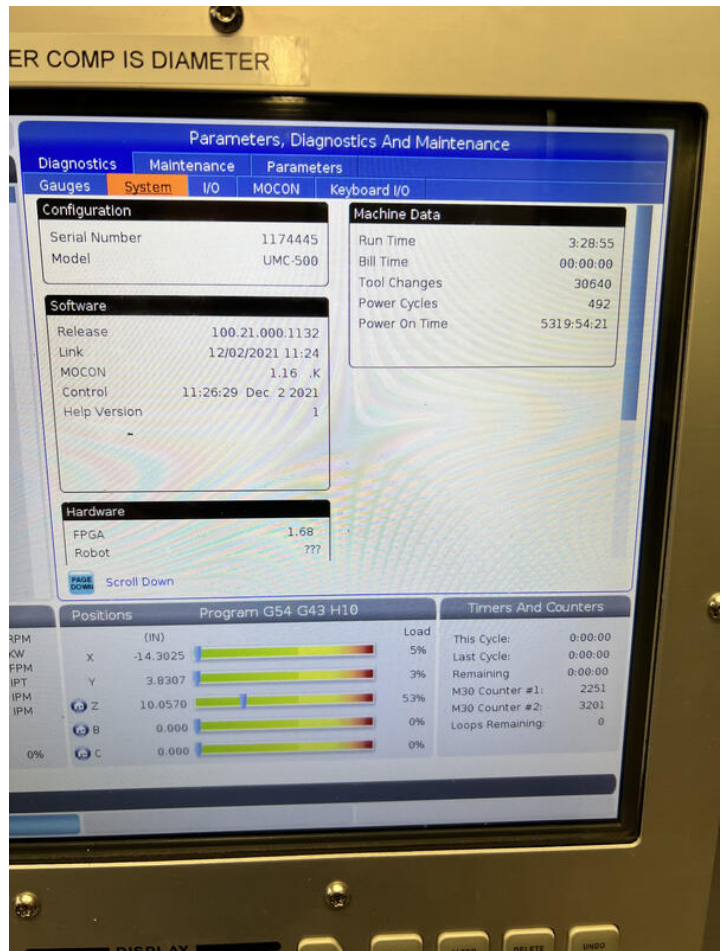 ER COMP IS DIAMETER
Parameters, Diagnostics And Maintenance
Diagnostics Maintenance Parameters
Gauges System I/O MOCON Keyboard I/O
Configuration
Serial Number 1174445
Model UMC-500
Software
Release 100.21.000.1132
Link 12/02/2021 11:24
MOCON 1.16 .K
Control 11:26:29 Dec 2 2021
Help Version 1
Hardware
FPGA 1.68
Robot ???
PAGE DOWN Scroll Down
Machine Data
Run Time 3:28:55
Bill Time 00:00:00
Tool Changes 30640
Power Cycles 492
Power On Time 5319:54:21
RPM
KW
FPM
IPT
IPM
IPM
0%
Positions Program G54 G43 H10
(IN) Load
X -14.3025 5%
Y 3.8307 3%
Z 10.0570 53%
B 0.000 0%
C 0.000 0%
Timers And Counters
This Cycle: 0:00:00
Last Cycle: 0:00:00
Remaining 0:00:00
M30 Counter #1: 2251
M30 Counter #2: 3201
Loops Remaining: 0
DISPLAY
DELETE
UNDO